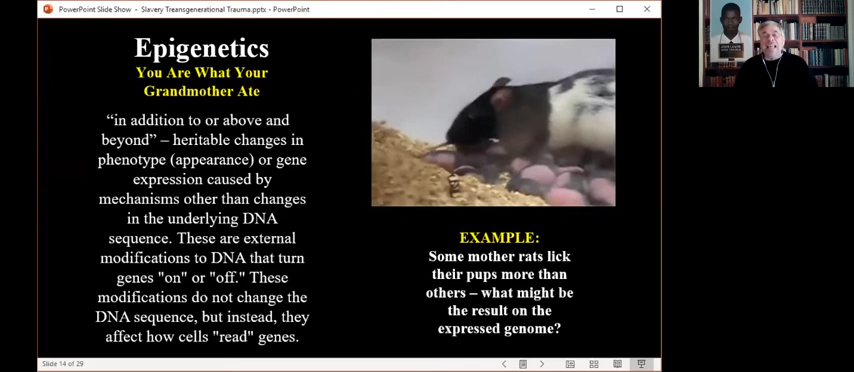 PowerPoint Slide Show - Slavery Treansgenerational Trauma.pptx - PowerPoint
Epigenetics
You Are What Your
Grandmother Ate
“in addition to or above and
beyond” – heritable changes in
phenotype (appearance) or gene
expression caused by
mechanisms other than changes
in the underlying DNA
sequence. These are external
modifications to DNA that turn
genes "on" or "off." These
modifications do not change the
DNA sequence, but instead, they
affect how cells "read" genes.
EXAMPLE:
Some mother rats lick
their pups more than
others – what might be
the result on the
expressed genome?
Slide 14 of 29